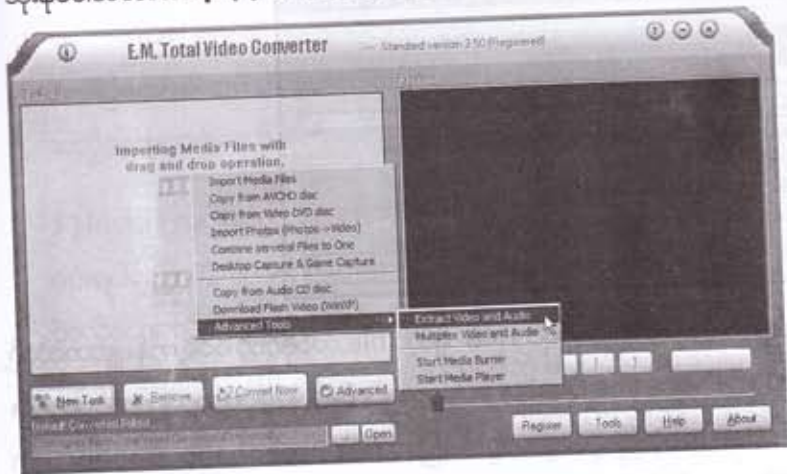 E.M. Total Video Converter
Standard version 3.50 (Registered)
Importing Media Files with
drag and drop operation.
Import Media Files
Copy from AVCHD disc
Copy from Video DVD disc
Import Photos (Photos->Video)
Combine serveral Files to One
Desktop Capture & Game Capture
Copy from Audio CD disc
Download Flash Video (WinXP)
Advanced Tools
Extract Video and Audio
Multiplex Video and Audio
Start Media Burner
Start Media Player
New Task
Remove
Convert Now
Advanced
Open
Register
Tools
Help
About